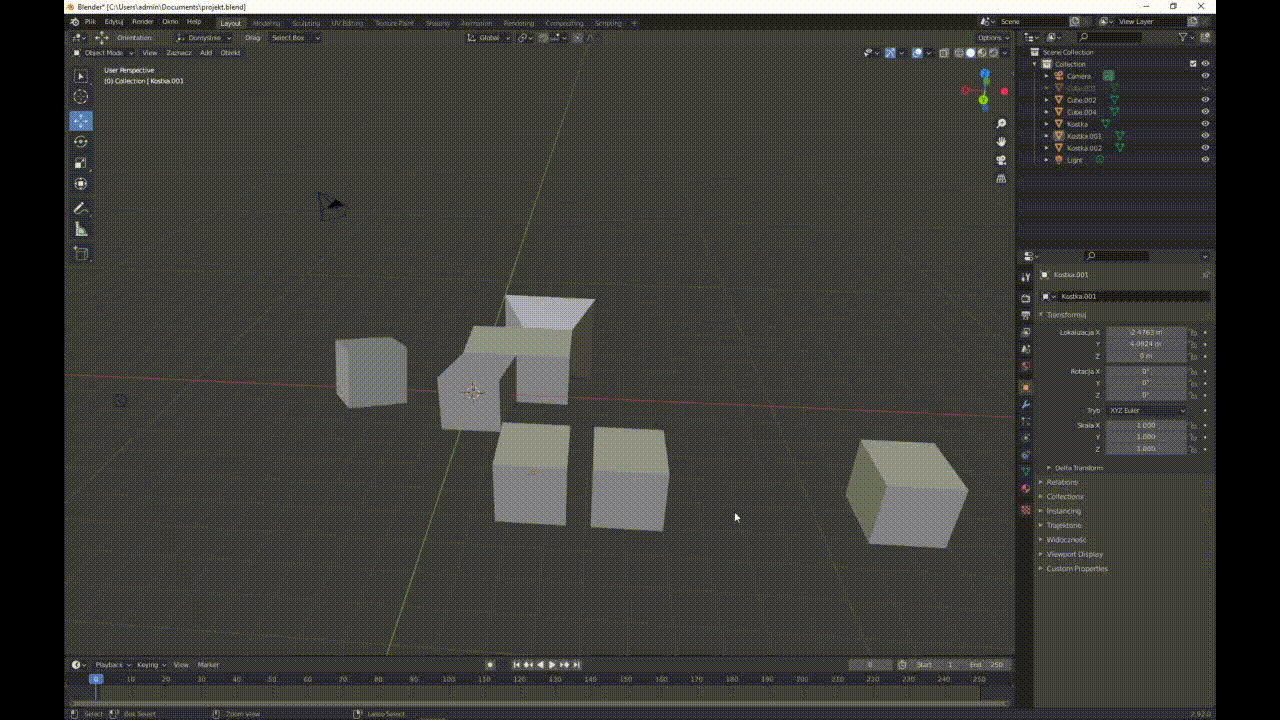 Blender* [C:\Users\admin\Documents\projekt.blend]
Plik Edytuj Render Okno Help Layout Modeling Sculpting UV Editing Texture Paint Shading Animation Rendering Compositing Scripting + Scene View Layer
Orientation: Domyślne Drag: Select Box Global Options
Object Mode View Zaznacz Add Obiekt
User Perspective
(0) Collection | Kostka.001
Scene Collection
Collection
Camera
Cube.002
Cube.004
Kostka
Kostka.001
Kostka.002
Light
Kostka.001
Kostka.001
Transformuj
Lokalizacja X -2.4763 m
Y 4.0824 m
Z 0 m
Rotacja X 0°
Y 0°
Z 0°
Tryb XYZ Euler
Skala X 1.000
Y 1.000
Z 1.000
Delta Transform
Relations
Collections
Instancing
Trajektorie
Widoczność
Viewport Display
Custom Properties
Playback Keying View Marker 0 Start 1 End 250
0 10 20 30 40 50 60 70 80 90 100 110 120 130 140 150 160 170 180 190 200 210 220 230 240 250
Select Box Select Zoom View Lasso Select 2.92.0